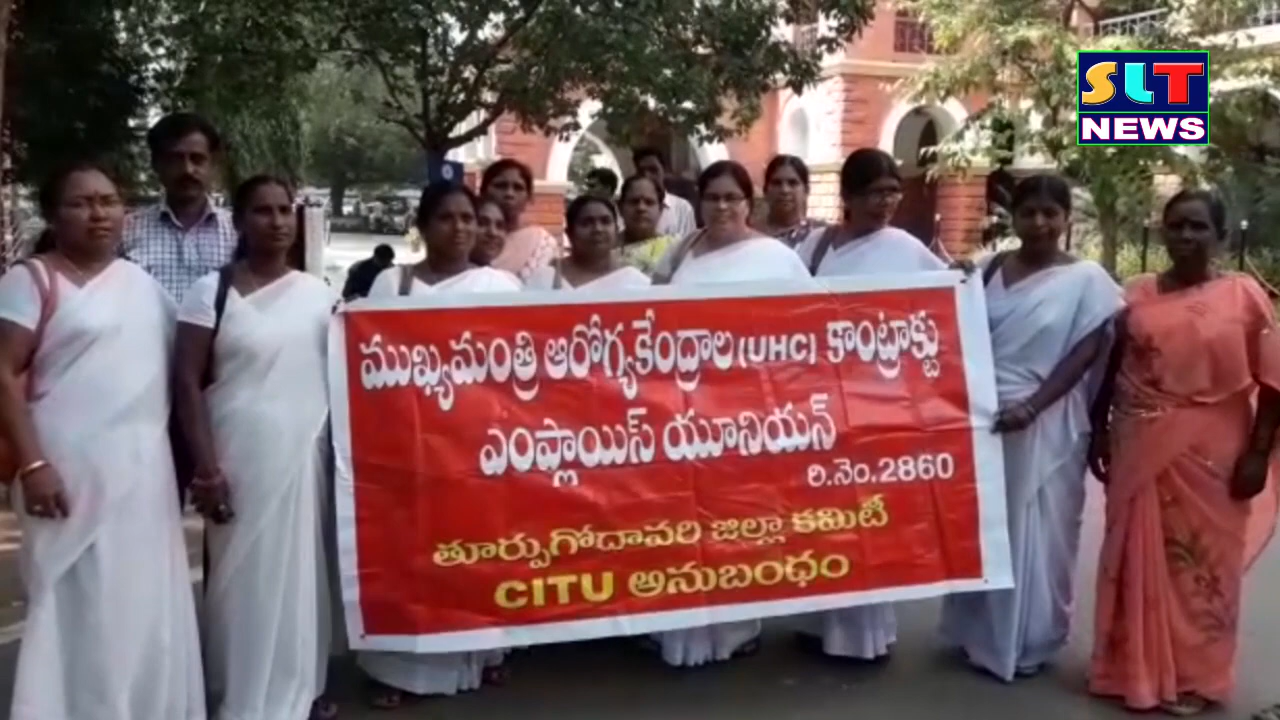 SLT
NEWS
ముఖ్యమంత్రి ఆరోగ్యకేంద్రాల (UHC) కాంట్రాక్టు
ఎంప్లాయిస్ యూనియన్
రి.నెం.2860
తూర్పుగోదావరి జిల్లా కమిటీ
CITU అనుబంధం